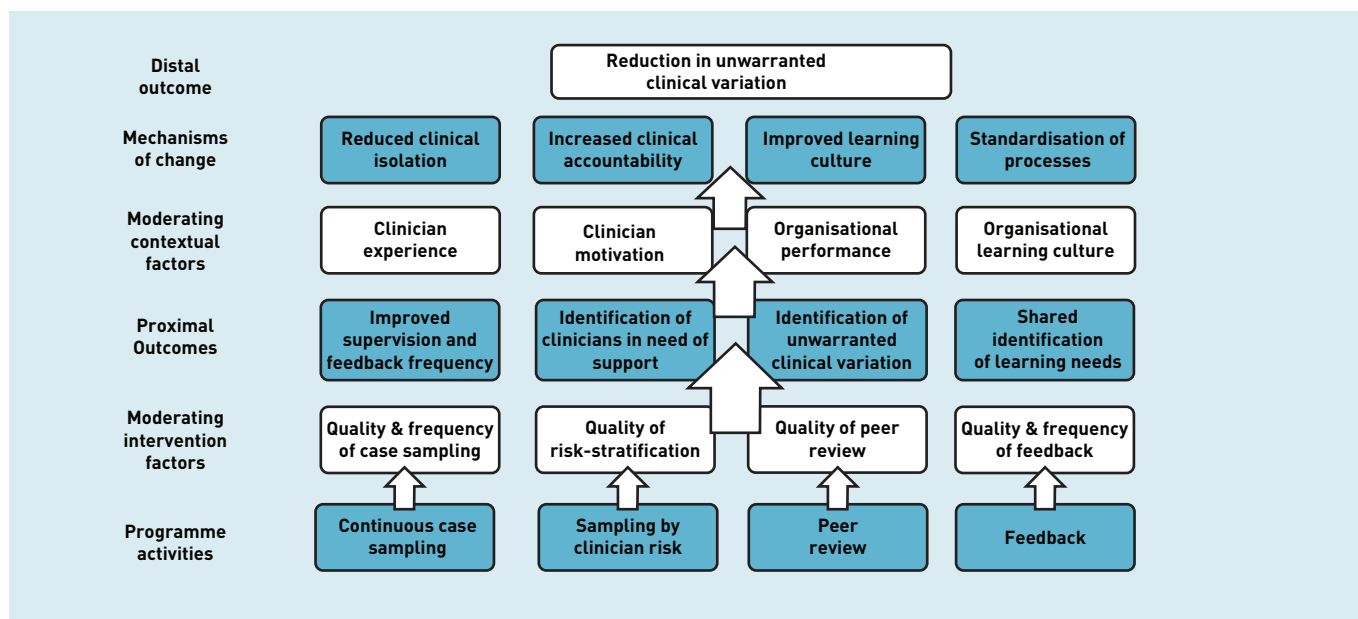 Distal
outcome
Reduction in unwarranted
clinical variation
Mechanisms
of change
Reduced clinical
isolation
Increased clinical
accountability
Improved learning
culture
Standardisation of
processes
Moderating
contextual
factors
Clinician
experience
Clinician
motivation
Organisational
performance
Organisational
learning culture
Proximal
Outcomes
Improved
supervision and
feedback frequency
Identification of
clinicians in need of
support
Identification of
unwarranted
clinical variation
Shared
identification
of learning needs
Moderating
intervention
factors
Quality & frequency
of case sampling
Quality of
risk-stratification
Quality of peer
review
Quality & frequency
of feedback
Programme
activities
Continuous case
sampling
Sampling by
clinician risk
Peer
review
Feedback